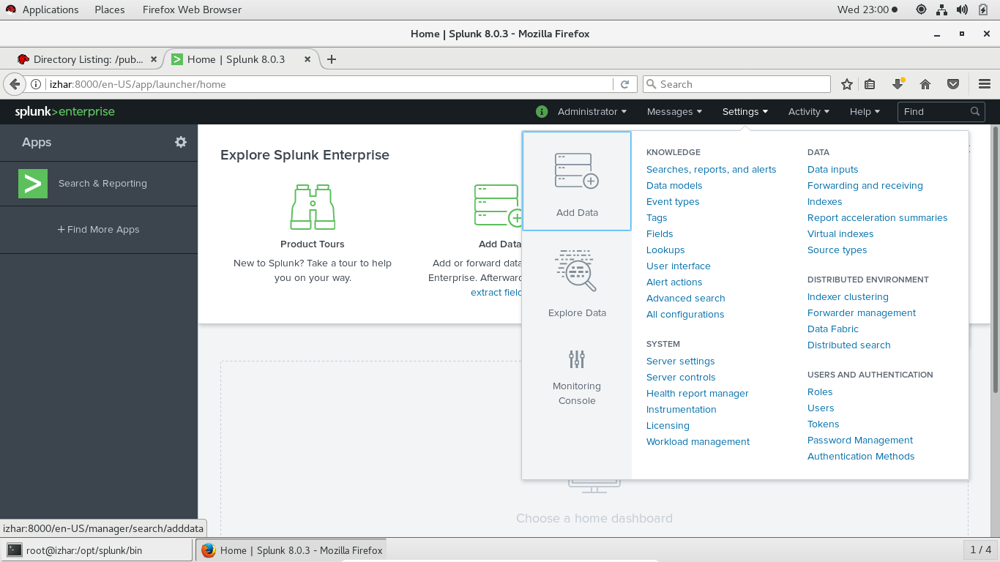 Applications Places Firefox Web Browser Wed 23:00
Home | Splunk 8.0.3 - Mozilla Firefox
Directory Listing: /pub... Home | Splunk 8.0.3
izhar:8000/en-US/app/launcher/home Search
splunk>enterprise Administrator Messages Settings Activity Help Find
Apps
Search & Reporting
+ Find More Apps
Explore Splunk Enterprise
Product Tours
New to Splunk? Take a tour to help
you on your way.
Add Data
Add or forward data
Enterprise. Afterward
extract field
Add Data
Explore Data
Monitoring
Console
KNOWLEDGE
Searches, reports, and alerts
Data models
Event types
Tags
Fields
Lookups
User interface
Alert actions
Advanced search
All configurations
SYSTEM
Server settings
Server controls
Health report manager
Instrumentation
Licensing
Workload management
DATA
Data inputs
Forwarding and receiving
Indexes
Report acceleration summaries
Virtual indexes
Source types
DISTRIBUTED ENVIRONMENT
Indexer clustering
Forwarder management
Data Fabric
Distributed search
USERS AND AUTHENTICATION
Roles
Users
Tokens
Password Management
Authentication Methods
Choose a home dashboard
izhar:8000/en-US/manager/search/adddata
root@izhar:/opt/splunk/bin Home | Splunk 8.0.3 - Mozilla Firefox 1 / 4